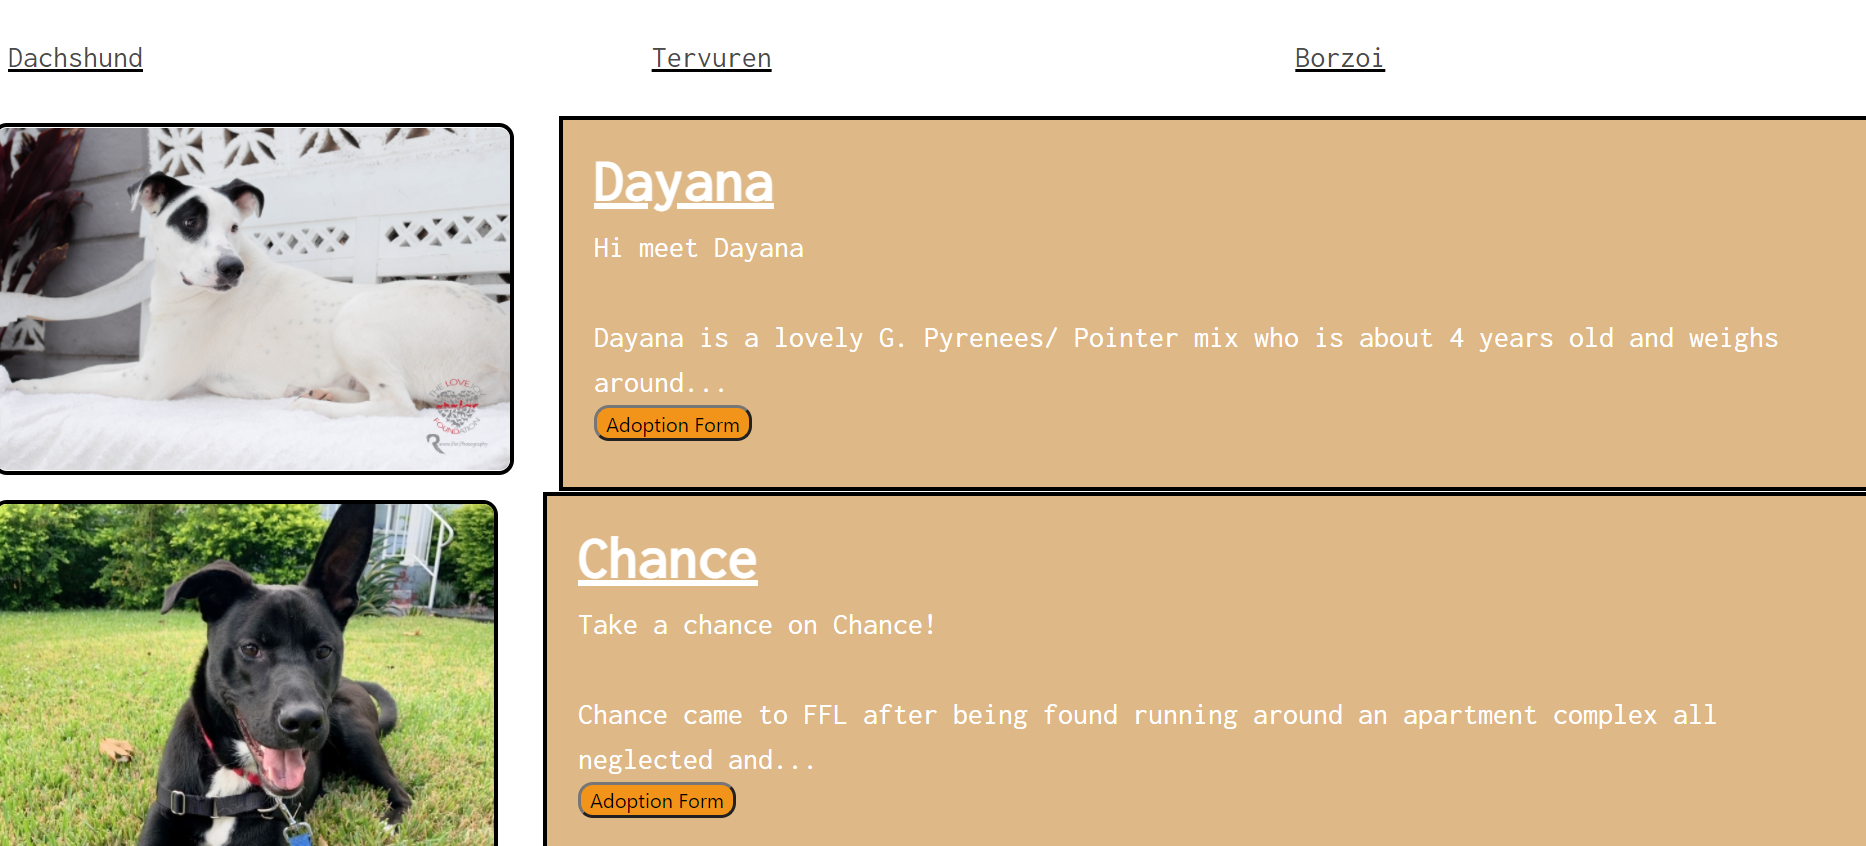 Dachshund Tervuren Borzoi
Dayana
Hi meet Dayana
Dayana is a lovely G. Pyrenees/ Pointer mix who is about 4 years old and weighs
around...
Adoption Form
THE LOVE
FOUNDATION
Chance
Take a chance on Chance!
Chance came to FFL after being found running around an apartment complex all
neglected and...
Adoption Form